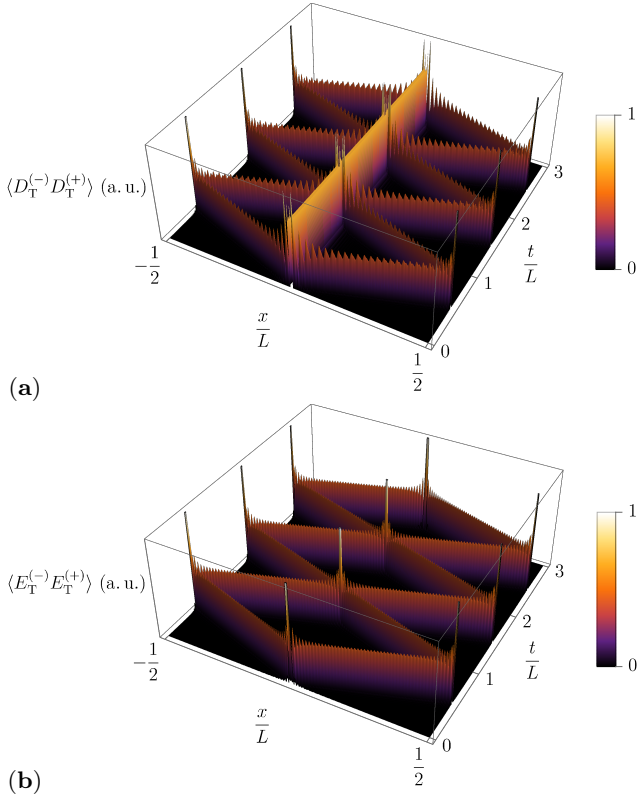 1
⟨D_T^(−) D_T^(+)⟩ (a. u.)
3
0
2
−1/2
t/L
1
x/L
0
1/2
(a)
1
⟨E_T^(−) E_T^(+)⟩ (a. u.)
3
0
2
−1/2
t/L
1
x/L
0
1/2
(b)